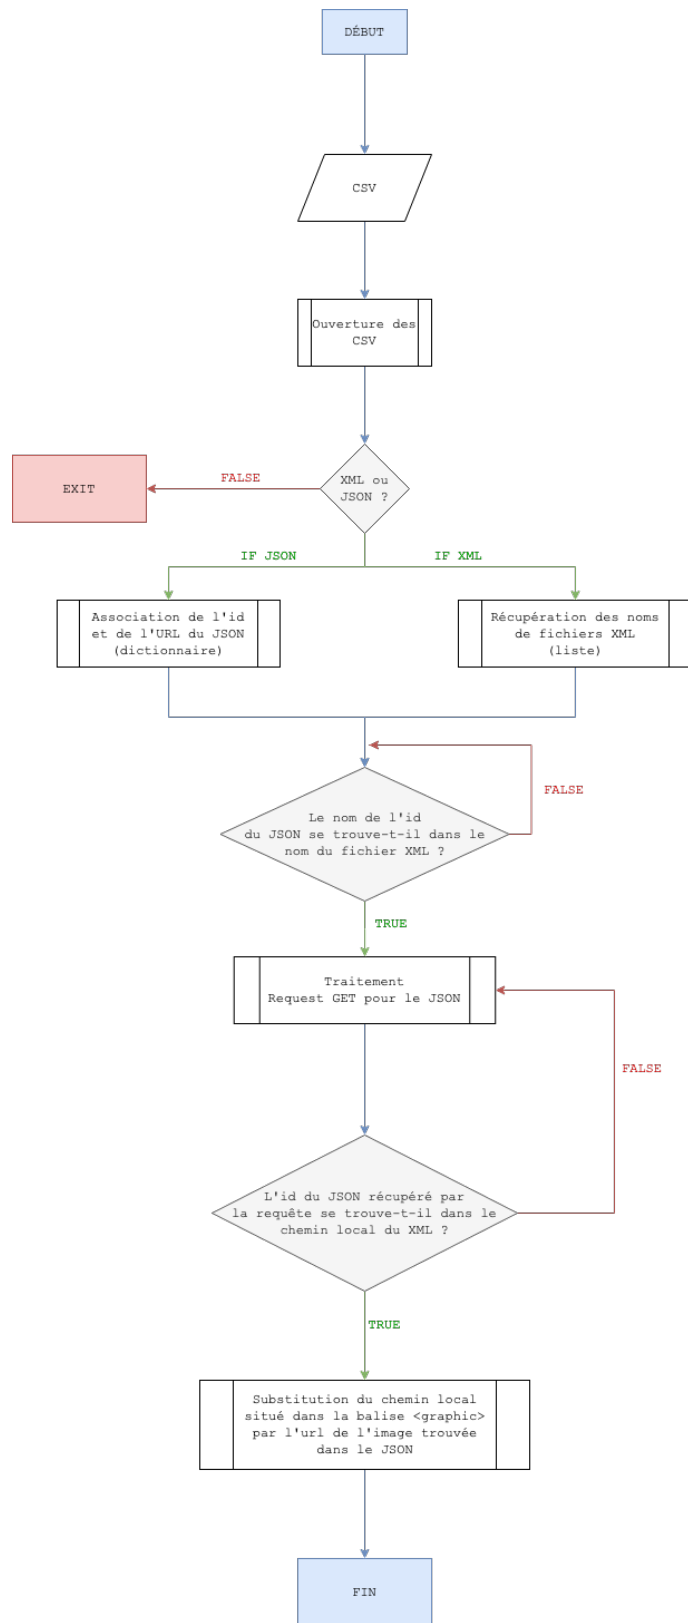 DÉBUT
CSV
Ouverture des
CSV
XML ou
JSON ?
FALSE
EXIT
IF JSON
IF XML
Association de l'id
et de l'URL du JSON
(dictionnaire)
Récupération des noms
de fichiers XML
(liste)
FALSE
Le nom de l'id
du JSON se trouve-t-il dans le
nom du fichier XML ?
TRUE
Traitement
Request GET pour le JSON
FALSE
L'id du JSON récupéré par
la requête se trouve-t-il dans le
chemin local du XML ?
TRUE
Substitution du chemin local
situé dans la balise <graphic>
par l'url de l'image trouvée
dans le JSON
FIN